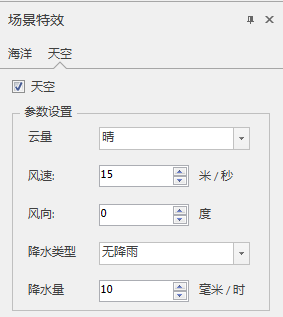 场景特效
海洋 天空
天空
参数设置
云量 晴
风速: 15 米/秒
风向: 0 度
降水类型 无降雨
降水量 10 毫米/时